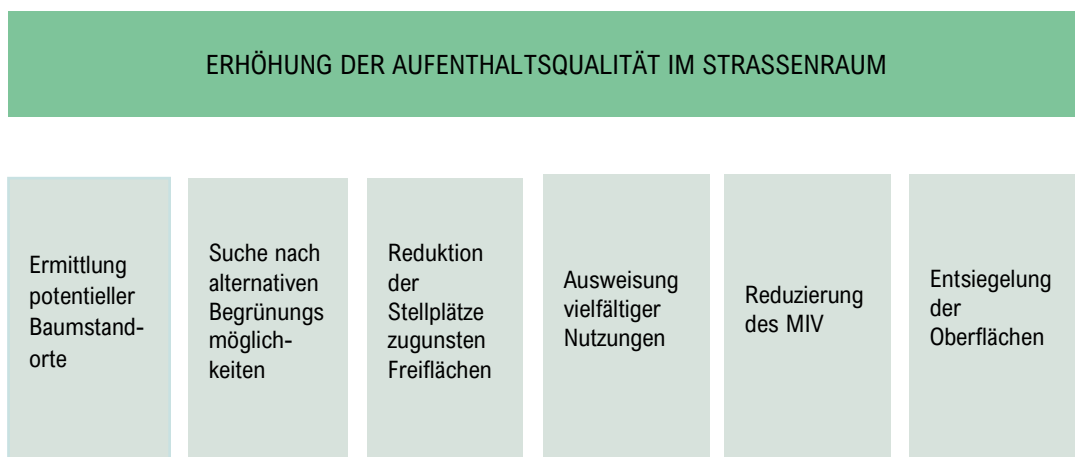 ERHÖHUNG DER AUFENTHALTSQUALITÄT IM STRASSENRAUM
Ermittlung
potentieller
Baumstand-
orte
Suche nach
alternativen
Begrünungs
möglich-
keiten
Reduktion
der
Stellplätze
zugunsten
Freiflächen
Ausweisung
vielfältiger
Nutzungen
Reduzierung
des MIV
Entsiegelung
der
Oberflächen